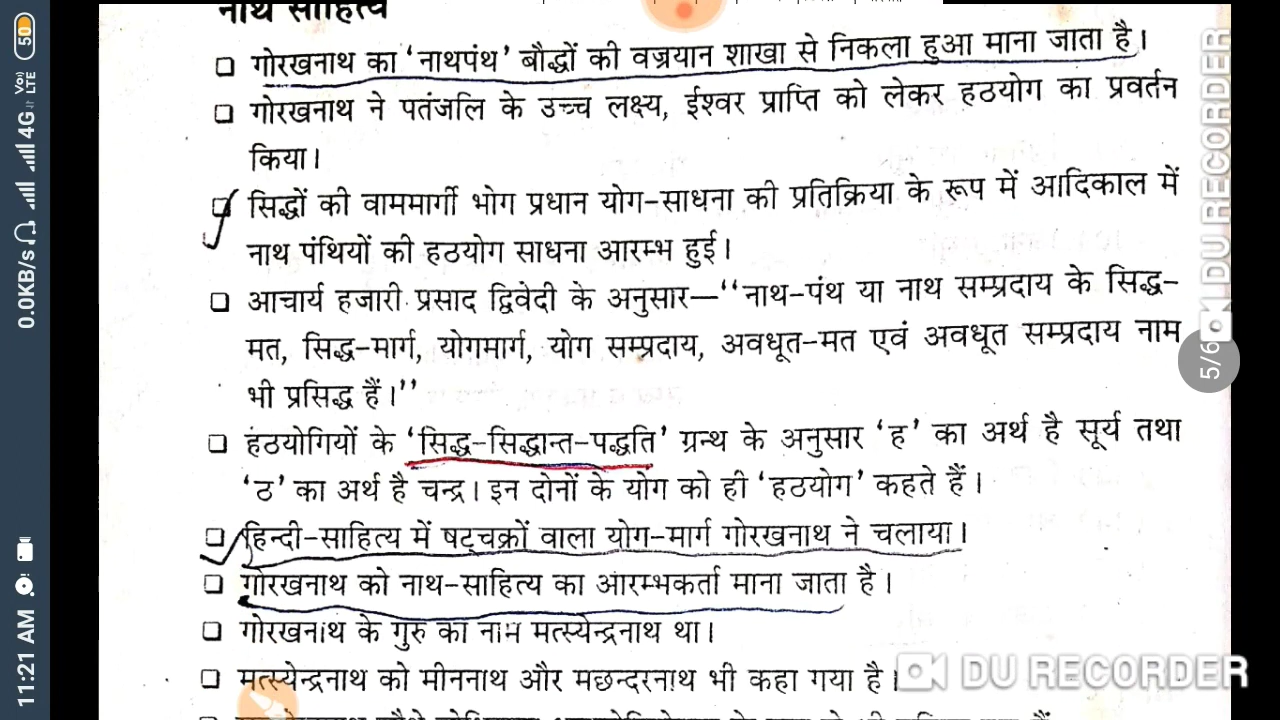 नाथ साहित्य
गोरखनाथ का ‘नाथपंथ’ बौद्धों की वज्रयान शाखा से निकला हुआ माना जाता है।
गोरखनाथ ने पतंजलि के उच्च लक्ष्य, ईश्वर प्राप्ति को लेकर हठयोग का प्रवर्तन
किया।
सिद्धों की वाममार्गी भोग प्रधान योग-साधना की प्रतिक्रिया के रूप में आदिकाल में
नाथ पंथियों की हठयोग साधना आरम्भ हुई।
आचार्य हजारी प्रसाद द्विवेदी के अनुसार—‘‘नाथ-पंथ या नाथ सम्प्रदाय के सिद्ध-
मत, सिद्ध-मार्ग, योगमार्ग, योग सम्प्रदाय, अवधूत-मत एवं अवधूत सम्प्रदाय नाम
भी प्रसिद्ध हैं।’’
हठयोगियों के ‘सिद्ध-सिद्धान्त-पद्धति’ ग्रन्थ के अनुसार ‘ह’ का अर्थ है सूर्य तथा
‘ठ’ का अर्थ है चन्द्र। इन दोनों के योग को ही ‘हठयोग’ कहते हैं।
हिन्दी-साहित्य में षट्चक्रों वाला योग-मार्ग गोरखनाथ ने चलाया।
गोरखनाथ को नाथ-साहित्य का आरम्भकर्ता माना जाता है।
गोरखनाथ के गुरु का नाम मत्स्येन्द्रनाथ था।
मत्स्येन्द्रनाथ को मीननाथ और मछन्दरनाथ भी कहा गया है।
DU RECORDER
DU RECORDER
DU RECORDER
5/6
11:21 AM
0.0KB/s
4G
VoLTE
50